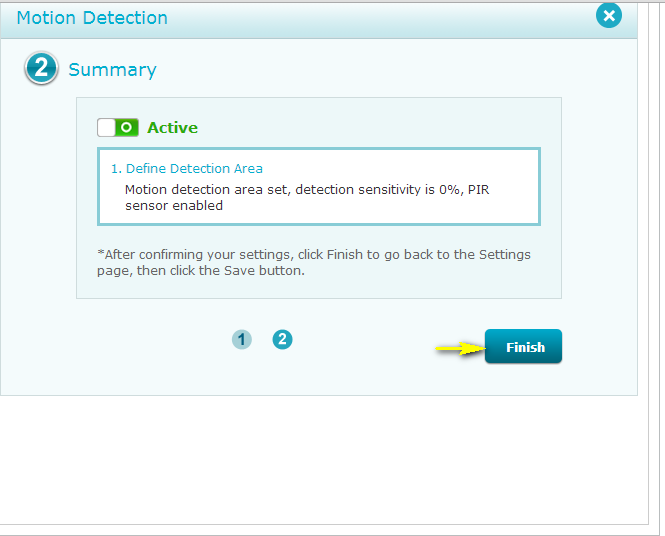 Motion Detection
2 Summary
Active
1. Define Detection Area
Motion detection area set, detection sensitivity is 0%, PIR
sensor enabled
*After confirming your settings, click Finish to go back to the Settings
page, then click the Save button.
1 2
Finish